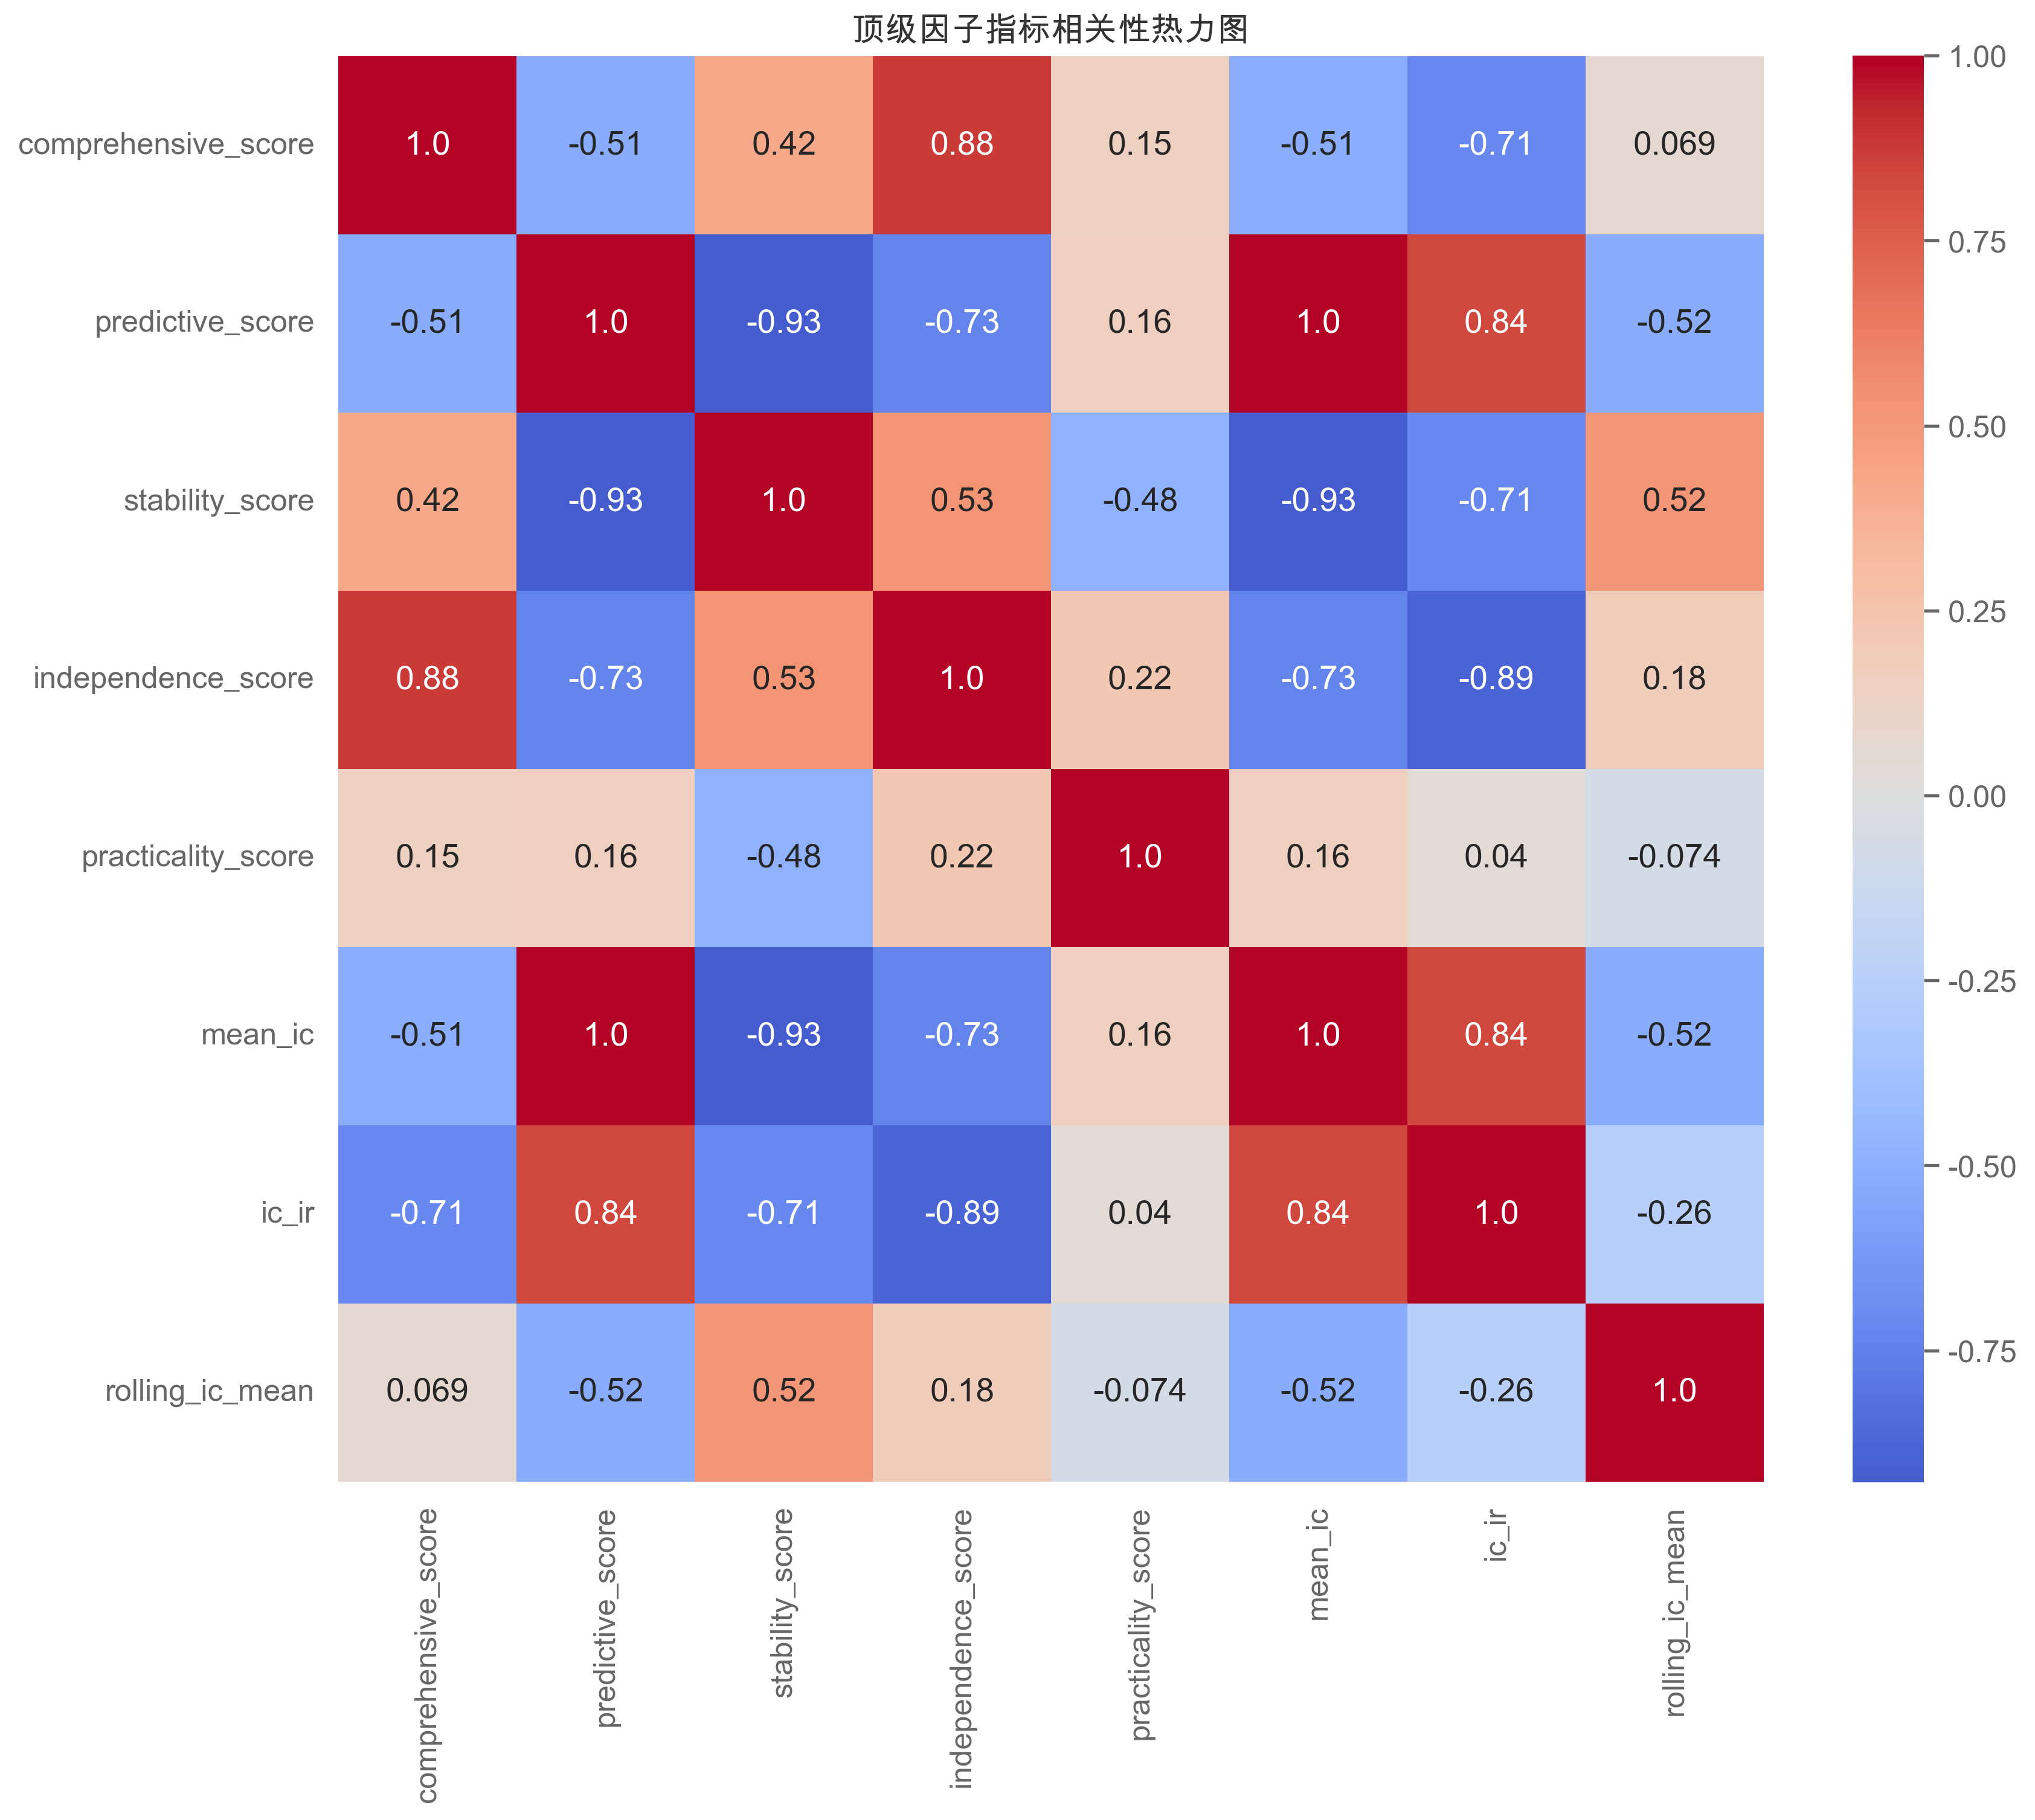 顶级因子指标相关性热力图
comprehensive_score 1.0 -0.51 0.42 0.88 0.15 -0.51 -0.71 0.069
predictive_score -0.51 1.0 -0.93 -0.73 0.16 1.0 0.84 -0.52
stability_score 0.42 -0.93 1.0 0.53 -0.48 -0.93 -0.71 0.52
independence_score 0.88 -0.73 0.53 1.0 0.22 -0.73 -0.89 0.18
practicality_score 0.15 0.16 -0.48 0.22 1.0 0.16 0.04 -0.074
mean_ic -0.51 1.0 -0.93 -0.73 0.16 1.0 0.84 -0.52
ic_ir -0.71 0.84 -0.71 -0.89 0.04 0.84 1.0 -0.26
rolling_ic_mean 0.069 -0.52 0.52 0.18 -0.074 -0.52 -0.26 1.0
comprehensive_score
predictive_score
stability_score
independence_score
practicality_score
mean_ic
ic_ir
rolling_ic_mean
1.00
0.75
0.50
0.25
0.00
-0.25
-0.50
-0.75